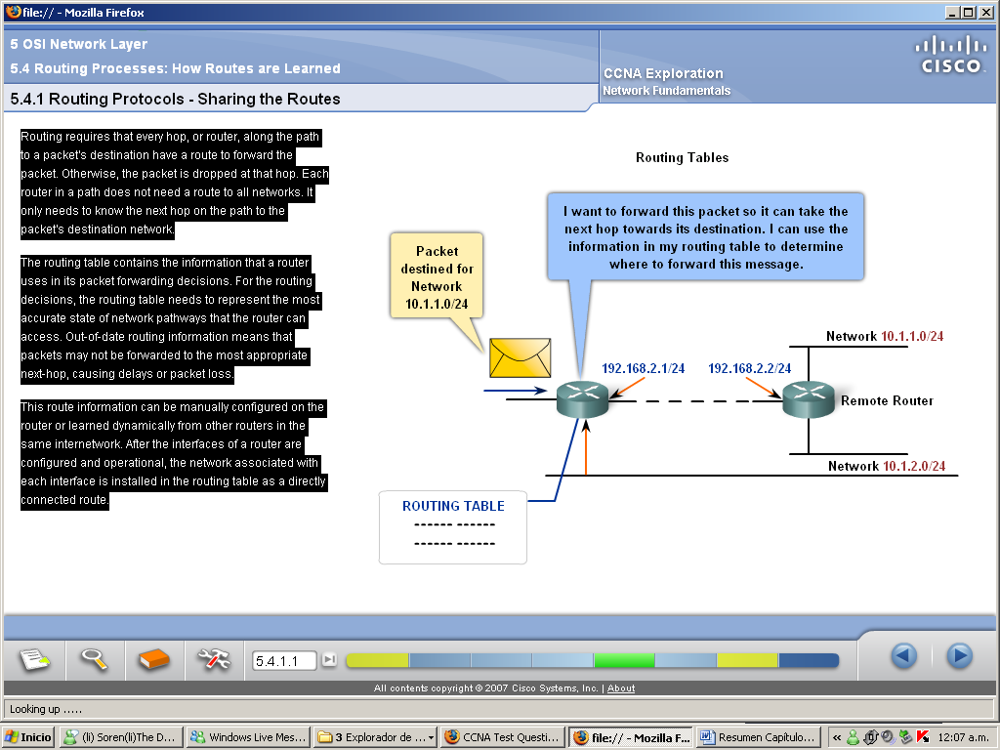 file:// - Mozilla Firefox
5 OSI Network Layer
5.4 Routing Processes: How Routes are Learned
5.4.1 Routing Protocols - Sharing the Routes
CCNA Exploration
Network Fundamentals
CISCO
Routing requires that every hop, or router, along the path
to a packet's destination have a route to forward the
packet. Otherwise, the packet is dropped at that hop. Each
router in a path does not need a route to all networks. It
only needs to know the next hop on the path to the
packet's destination network.
The routing table contains the information that a router
uses in its packet forwarding decisions. For the routing
decisions, the routing table needs to represent the most
accurate state of network pathways that the router can
access. Out-of-date routing information means that
packets may not be forwarded to the most appropriate
next-hop, causing delays or packet loss.
This route information can be manually configured on the
router or learned dynamically from other routers in the
same internetwork. After the interfaces of a router are
configured and operational, the network associated with
each interface is installed in the routing table as a directly
connected route.
Routing Tables
I want to forward this packet so it can take the
next hop towards its destination. I can use the
information in my routing table to determine
where to forward this message.
Packet
destined for
Network
10.1.1.0/24
Network 10.1.1.0/24
192.168.2.1/24
192.168.2.2/24
Remote Router
Network 10.1.2.0/24
ROUTING TABLE
------ ------
------ ------
5.4.1.1
All contents copyright © 2007 Cisco Systems, Inc. | About
Looking up .....
Inicio
(li) Soren(li)The D...
Windows Live Mes...
3 Explorador de ...
CCNA Test Questi...
file:// - Mozilla F...
Resumen Capítulo...
«
12:07 a.m.